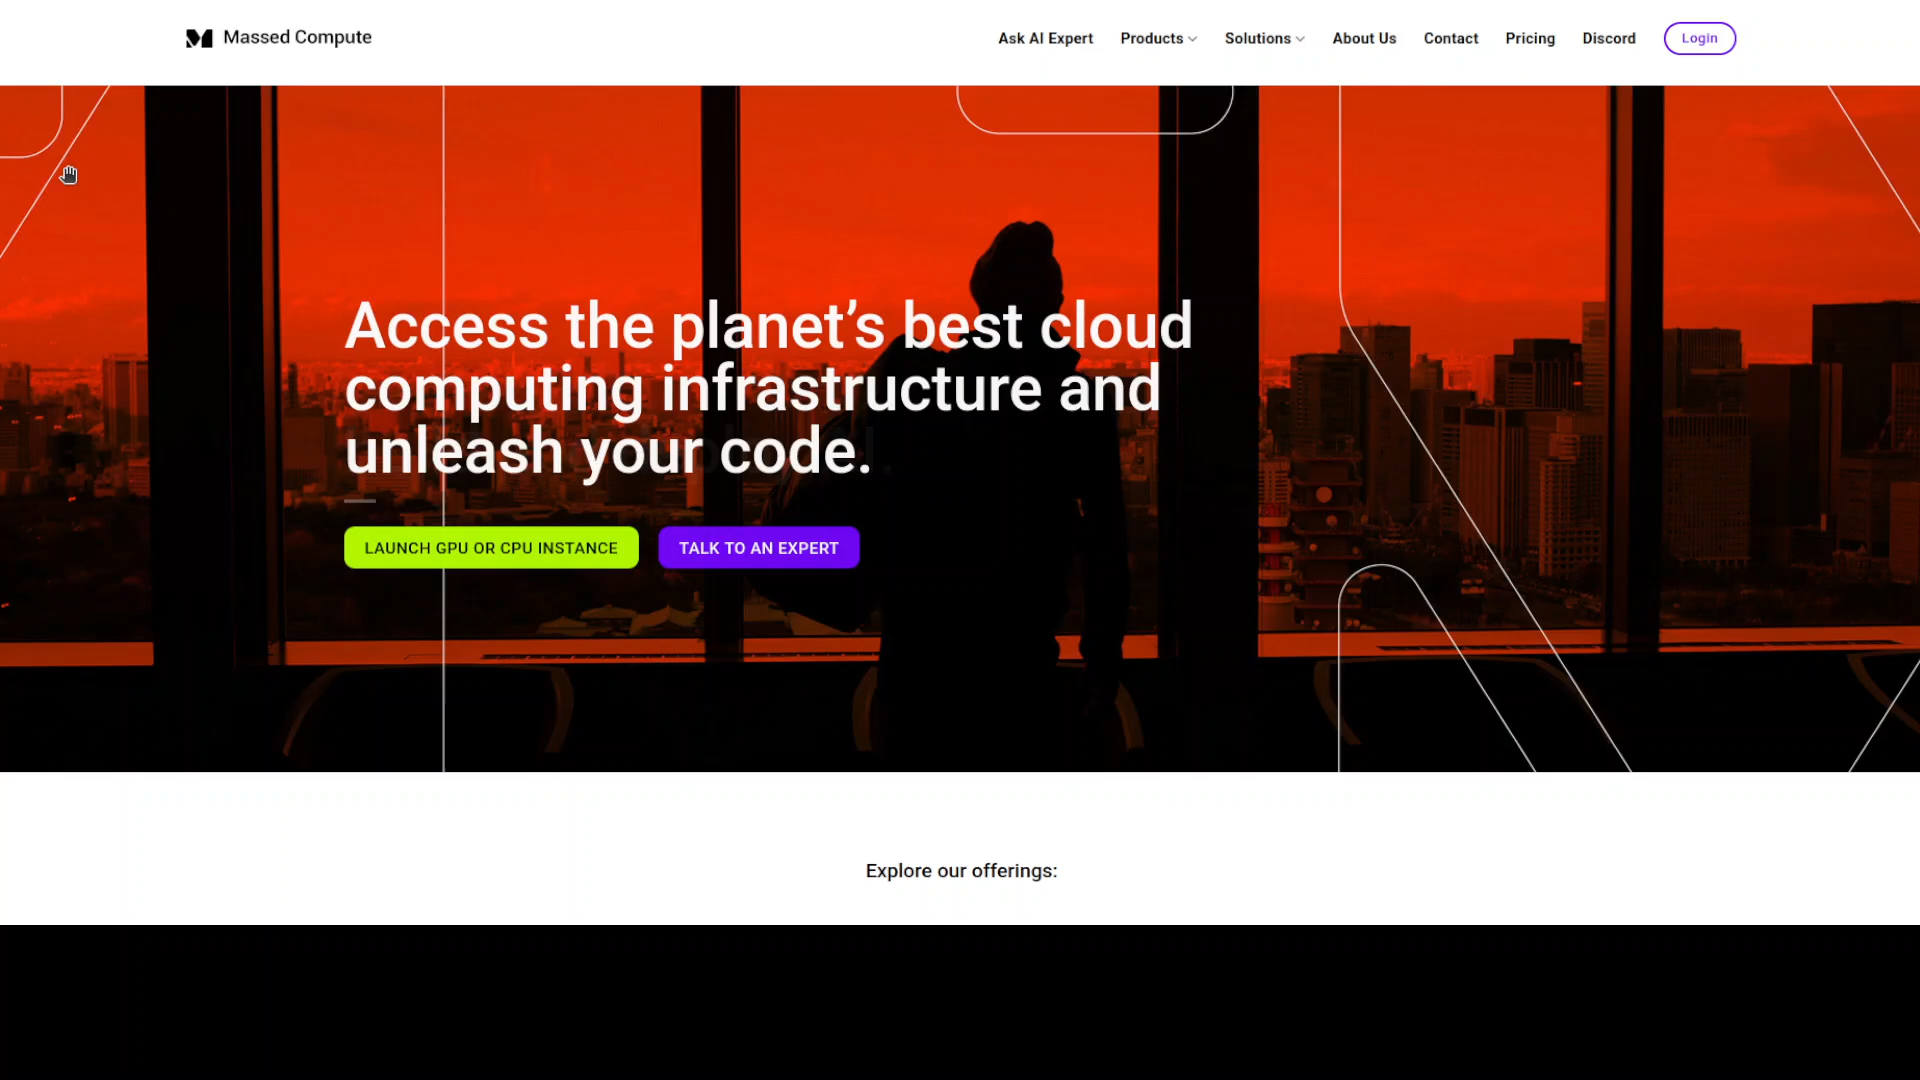 Massed Compute
Ask AI Expert
Products
Solutions
About Us
Contact
Pricing
Discord
Login
Access the planet’s best cloud
computing infrastructure and
unleash your code.
LAUNCH GPU OR CPU INSTANCE
TALK TO AN EXPERT
Explore our offerings: